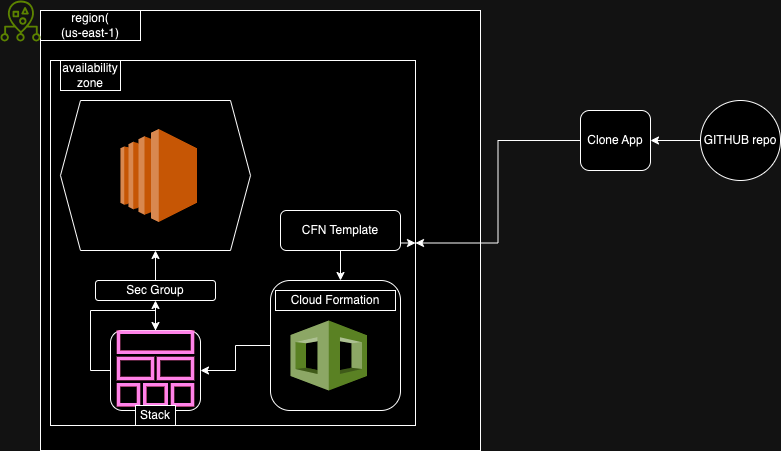 region(
(us-east-1)
availability
zone
Clone App
GITHUB repo
CFN Template
Sec Group
Cloud Formation
Stack